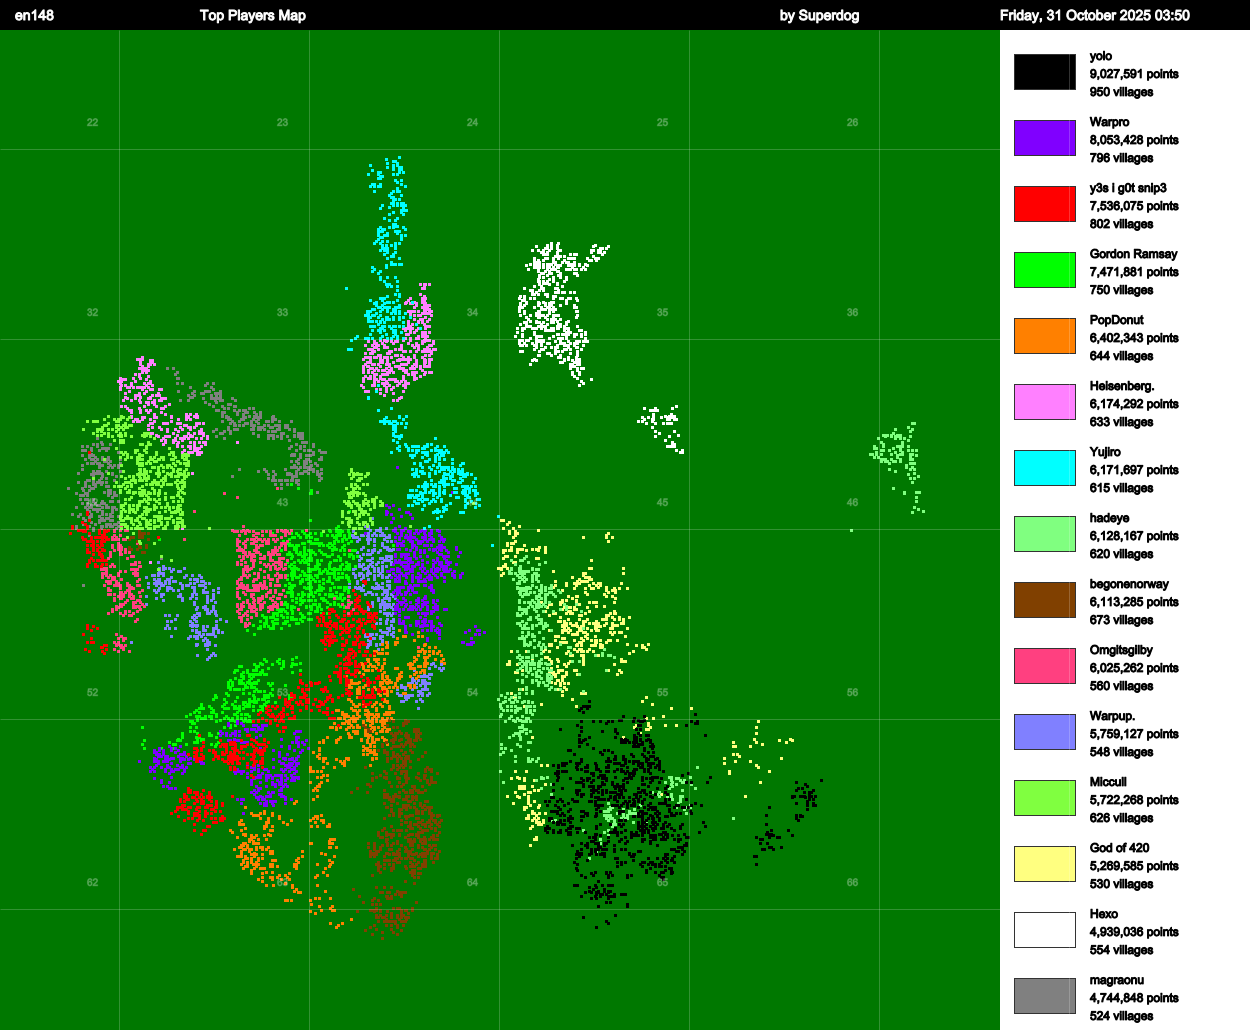 en148 Top Players Map by Superdog Friday, 31 October 2025 03:50
22 23 24 25 26
32 33 34 35 36
43 45 46
52 53 54 55 56
62 64 65 66
yolo
9,027,591 points
950 villages
Warpro
8,053,428 points
796 villages
y3s i g0t snip3
7,536,075 points
802 villages
Gordon Ramsay
7,471,881 points
750 villages
PopDonut
6,402,343 points
644 villages
Heisenberg.
6,174,292 points
633 villages
Yujiro
6,171,697 points
615 villages
hadeye
6,128,167 points
620 villages
begonenorway
6,113,285 points
673 villages
Omgitsgilby
6,025,262 points
560 villages
Warpup.
5,759,127 points
548 villages
Miccull
5,722,268 points
626 villages
God of 420
5,269,585 points
530 villages
Hexo
4,939,036 points
554 villages
magraonu
4,744,848 points
524 villages